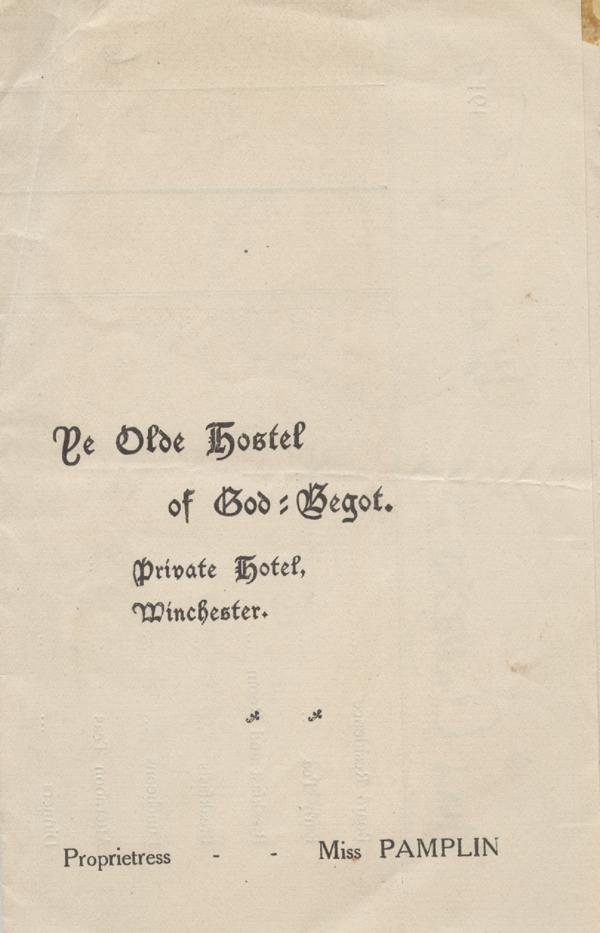 Ye Olde Hostel
of God=Begot.
Private Hotel,
Winchester.
Proprietress - - Miss PAMPLIN